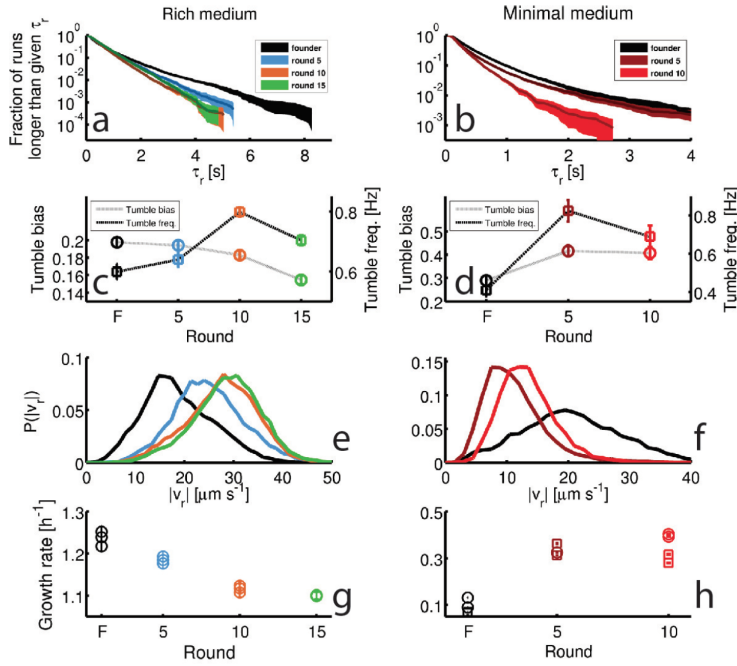 Rich medium
Minimal medium
Fraction of runs
longer than given τr
10^0
10^-1
10^-2
10^-3
10^-4
0 2 4 6 8
τr [s]
founder
round 5
round 10
round 15
a
10^0
10^-1
10^-2
10^-3
0 1 2 3 4
τr [s]
founder
round 5
round 10
b
Tumble bias
0.2
0.18
0.16
0.14
Tumble bias
Tumble freq.
0.8
0.6
Tumble freq. [Hz]
F 5 10 15
Round
c
Tumble bias
0.5
0.4
0.3
0.2
Tumble bias
Tumble freq.
0.8
0.6
0.4
Tumble freq. [Hz]
F 5 10
Round
d
P(|vr|)
0.1
0.05
0
0 10 20 30 40 50
|vr| [μm s-1]
e
0.15
0.10
0.05
0
0 10 20 30 40
|vr| [μm s-1]
f
Growth rate [h-1]
1.3
1.2
1.1
F 5 10 15
Round
g
0.5
0.3
0.1
F 5 10
Round
h